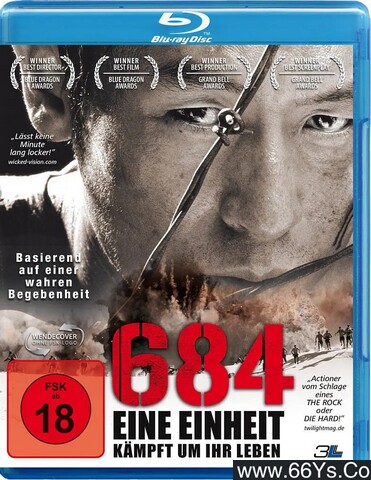 Blu-ray Disc
WINNER
BEST DIRECTOR
BLUE DRAGON
AWARDS
WINNER
BEST FILM
BLUE DRAGON
AWARDS
WINNER
BEST PRODUCTION
GRAND BELL
AWARDS
WINNER
BEST SCREENPLAY
GRAND BELL
AWARDS
„Lässt keine
Minute
lang locker!“
wicked-vision.com
Basierend
auf einer
wahren
Begebenheit
WENDECOVER
OHNE FSK-LOGO
FSK
ab
18
684
EINE EINHEIT
KÄMPFT UM IHR LEBEN
„Actioner
vom Schlage
eines
THE ROCK
oder
DIE HARD!“
twilightmag.de
3L
www.66Ys.Co